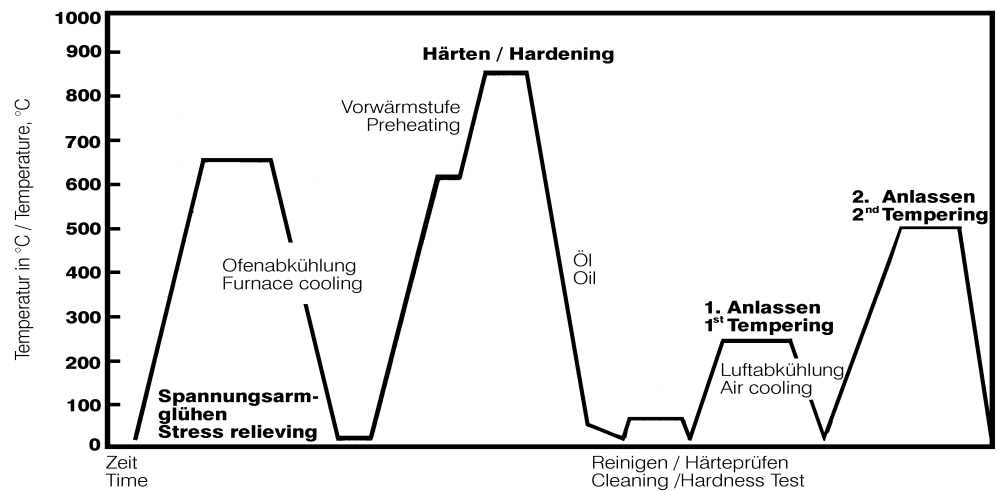 1000
900
800
700
600
500
400
300
200
100
0
Temperatur in °C / Temperature, °C
Härten / Hardening
Vorwärmstufe
Preheating
Ofenabkühlung
Furnace cooling
Spannungsarm-
glühen
Stress relieving
Öl
Oil
1. Anlassen
1st Tempering
Luftabkühlung
Air cooling
2. Anlassen
2nd Tempering
Zeit
Time
Reinigen / Härteprüfen
Cleaning /Hardness Test